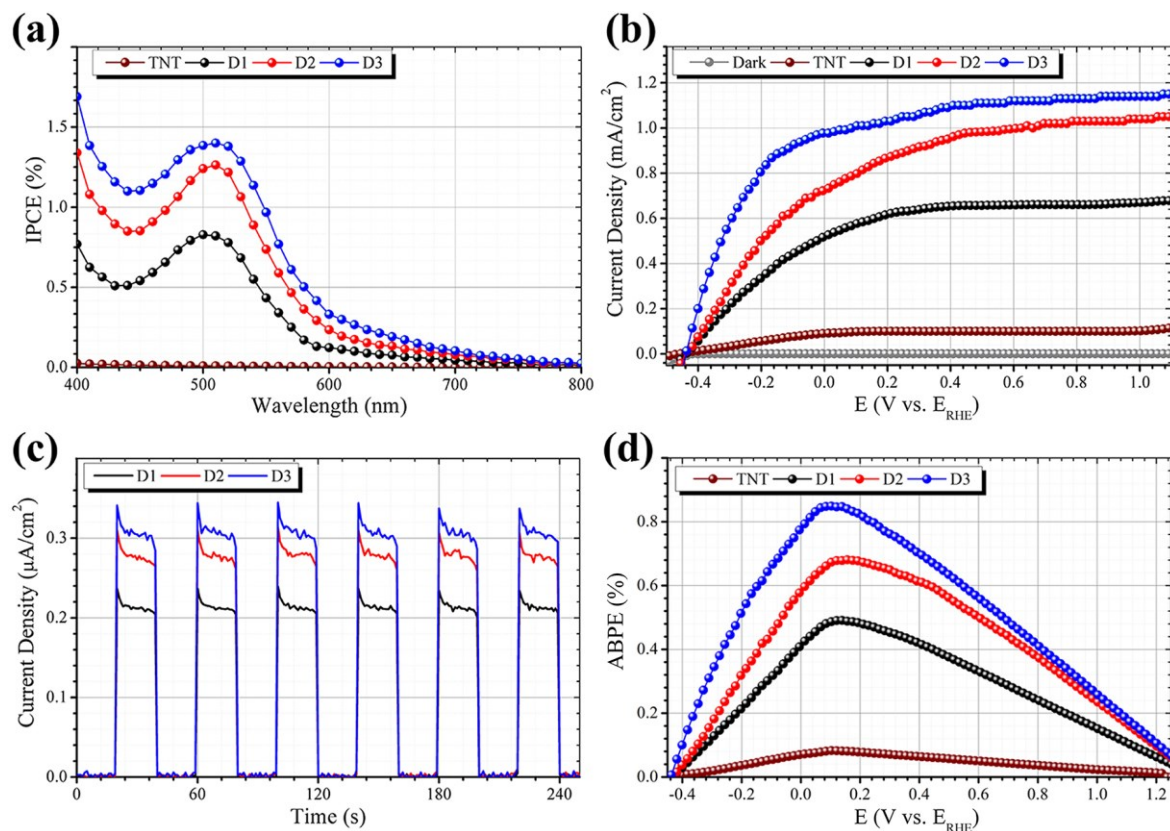 (a)
TNT D1 D2 D3
IPCE (%)
1.5
1.0
0.5
0.0
400 500 600 700 800
Wavelength (nm)
(b)
Dark TNT D1 D2 D3
Current Density (mA/cm²)
1.2
1.0
0.8
0.6
0.4
0.2
0.0
-0.4 -0.2 0.0 0.2 0.4 0.6 0.8 1.0
E (V vs. E_RHE)
(c)
D1 D2 D3
Current Density (μA/cm²)
0.3
0.2
0.1
0.0
0 60 120 180 240
Time (s)
(d)
TNT D1 D2 D3
ABPE (%)
0.8
0.6
0.4
0.2
0.0
-0.4 -0.2 0.0 0.2 0.4 0.6 0.8 1.0 1.2
E (V vs. E_RHE)